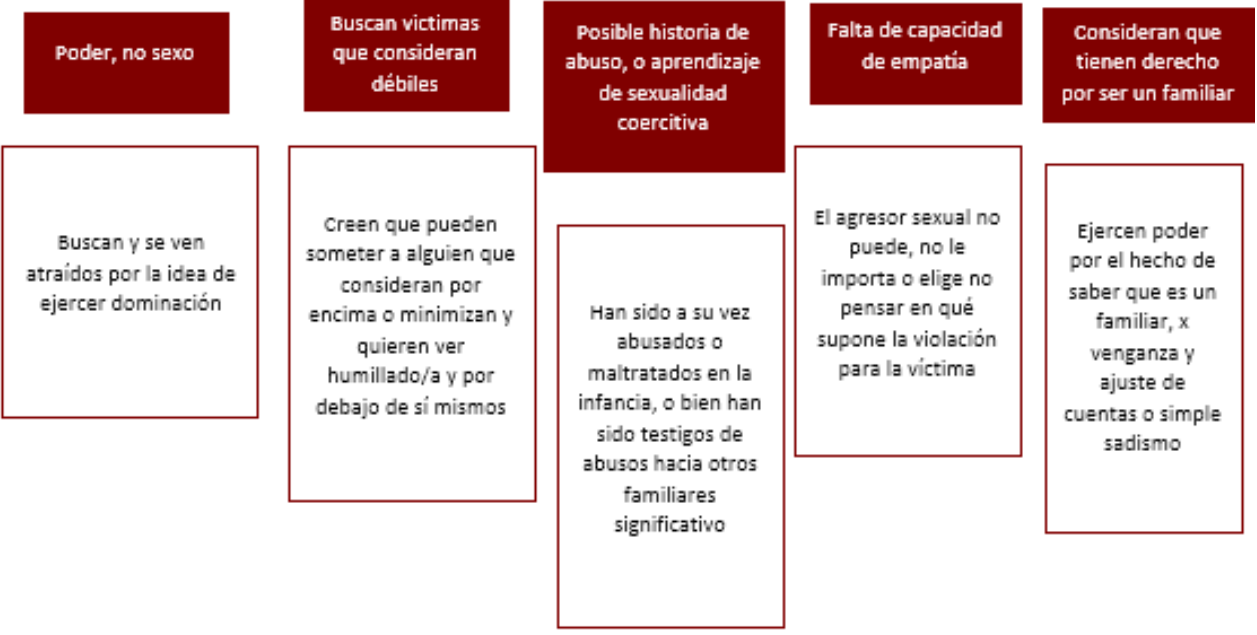 Poder, no sexo
Buscan y se ven
atraídos por la idea de
ejercer dominación
Buscan victimas
que consideran
débiles
Creen que pueden
someter a alguien que
consideran por
encima o minimizan y
quieren ver
humillado/a y por
debajo de sí mismos
Posible historia de
abuso, o aprendizaje
de sexualidad
coercitiva
Han sido a su vez
abusados o
maltratados en la
infancia, o bien han
sido testigos de
abusos hacia otros
familiares
significativo
Falta de capacidad
de empatía
El agresor sexual no
puede, no le
importa o elige no
pensar en qué
supone la violación
para la víctima
Consideran que
tienen derecho
por ser un familiar
Ejercen poder
por el hecho de
saber que es un
familiar, x
venganza y
ajuste de
cuentas o simple
sadismo